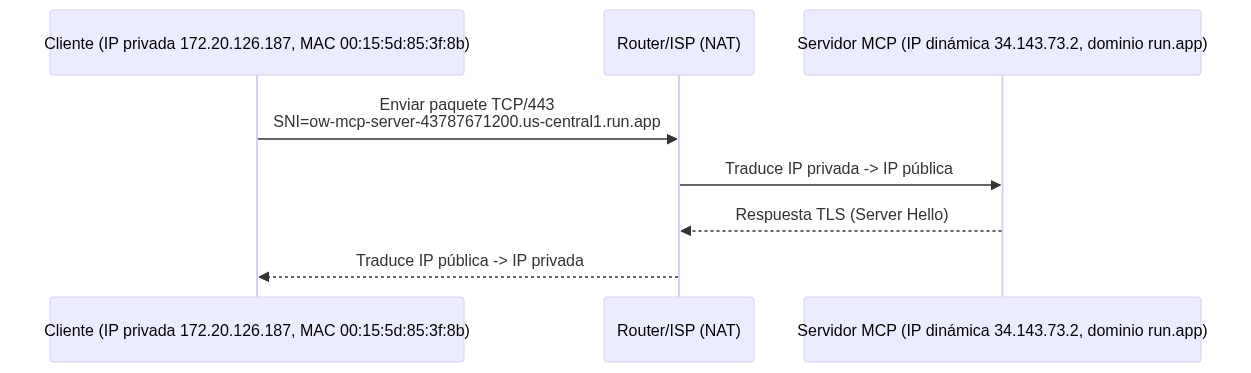 Cliente (IP privada 172.20.126.187, MAC 00:15:5d:85:3f:8b)
Router/ISP (NAT)
Servidor MCP (IP dinámica 34.143.73.2, dominio run.app)
Enviar paquete TCP/443
SNI=ow-mcp-server-43787671200.us-central1.run.app
Traduce IP privada -> IP pública
Respuesta TLS (Server Hello)
Traduce IP pública -> IP privada
Cliente (IP privada 172.20.126.187, MAC 00:15:5d:85:3f:8b)
Router/ISP (NAT)
Servidor MCP (IP dinámica 34.143.73.2, dominio run.app)